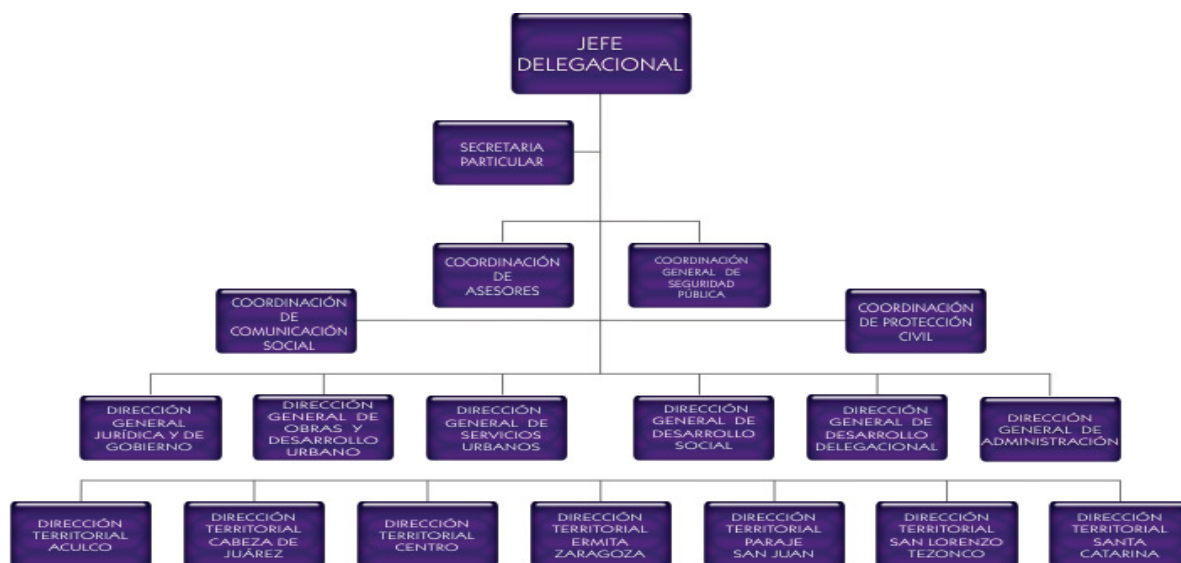 JEFE
DELEGACIONAL
SECRETARIA
PARTICULAR
COORDINACIÓN
DE
ASESORES
COORDINACIÓN
GENERAL DE
SEGURIDAD
PÚBLICA
COORDINACIÓN
DE
COMUNICACIÓN
SOCIAL
COORDINACIÓN
DE PROTECCIÓN
CIVIL
DIRECCIÓN
GENERAL
JURÍDICA Y DE
GOBIERNO
DIRECCIÓN
GENERAL DE
OBRAS Y
DESARROLLO
URBANO
DIRECCIÓN
GENERAL DE
SERVICIOS
URBANOS
DIRECCIÓN
GENERAL DE
DESARROLLO
SOCIAL
DIRECCIÓN
GENERAL DE
DESARROLLO
DELEGACIONAL
DIRECCIÓN
GENERAL DE
ADMINISTRACIÓN
DIRECCIÓN
TERRITORIAL
ACULCO
DIRECCIÓN
TERRITORIAL
CABEZA DE
JUÁREZ
DIRECCIÓN
TERRITORIAL
CENTRO
DIRECCIÓN
TERRITORIAL
ERMITA
ZARAGOZA
DIRECCIÓN
TERRITORIAL
PARAJE
SAN JUAN
DIRECCIÓN
TERRITORIAL
SAN LORENZO
TEZONCO
DIRECCIÓN
TERRITORIAL
SANTA
CATARINA